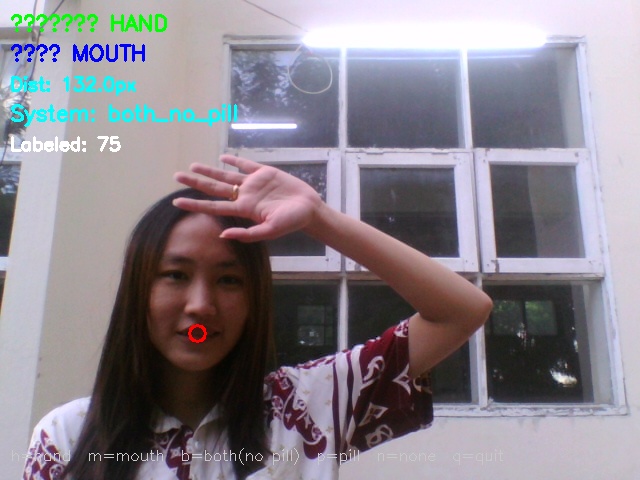 ??????? HAND
???? MOUTH
Dist: 132.0px
System: both_no_pill
Labeled: 75
h=hand m=mouth b=both(no pill) p=pill n=none q=quit